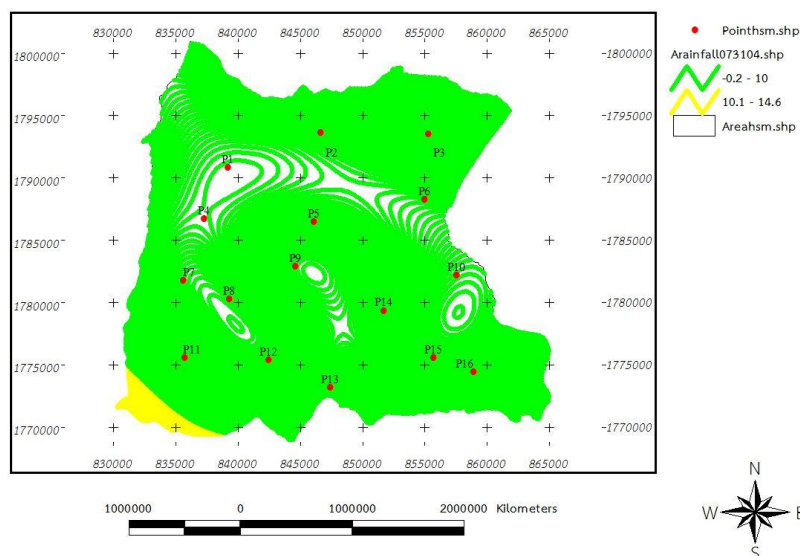 830000 835000 840000 845000 850000 855000 860000 865000
1800000 1800000
1795000 1795000
1790000 1790000
1785000 1785000
1780000 1780000
1775000 1775000
1770000 1770000
P2 P3
P1
P6
P4
P5
P9
P10
P7
P8
P14
P11 P12 P15
P16
P13
830000 835000 840000 845000 850000 855000 860000 865000
Pointhsm.shp
Arainfall073104.shp
-0.2 - 10
10.1 - 14.6
Areahsm.shp
1000000 0 1000000 2000000 Kilometers
N
W E
S